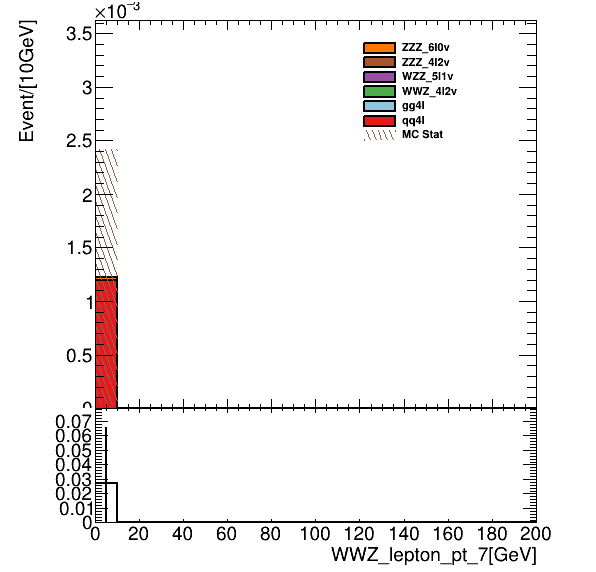 ×10⁻³
Event/[10GeV]
3.5
3
2.5
2
1.5
1
0.5
0
ZZZ_6l0v
ZZZ_4l2v
WZZ_5l1v
WWZ_4l2v
gg4l
qq4l
MC Stat
0.07
0.06
0.05
0.04
0.03
0.02
0.01
0
0 20 40 60 80 100 120 140 160 180 200
WWZ_lepton_pt_7[GeV]